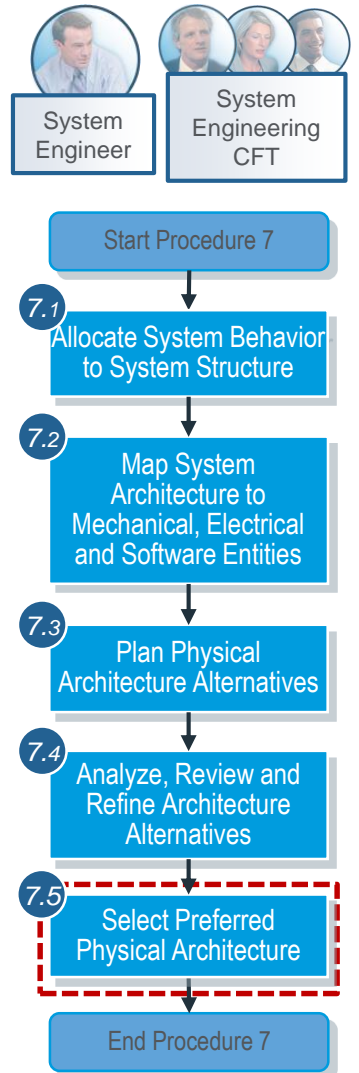 System
Engineer
System
Engineering
CFT
Start Procedure 7
7.1
Allocate System Behavior
to System Structure
7.2
Map System
Architecture to
Mechanical, Electrical
and Software Entities
7.3
Plan Physical
Architecture Alternatives
7.4
Analyze, Review and
Refine Architecture
Alternatives
7.5
Select Preferred
Physical Architecture
End Procedure 7